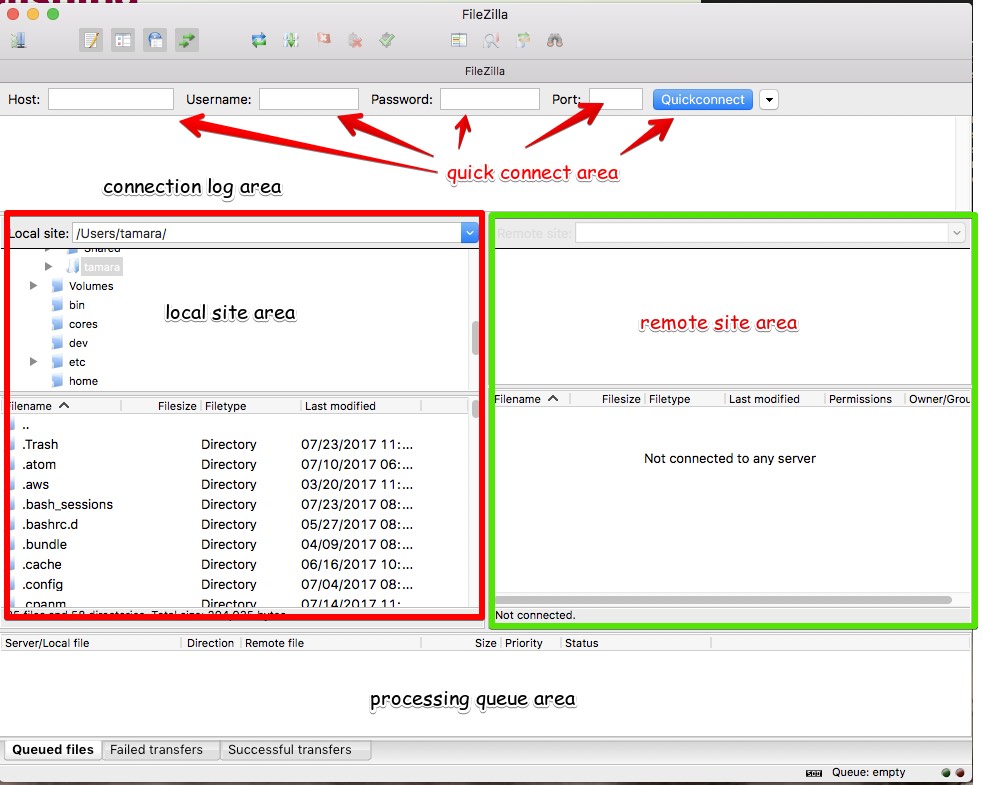 FileZilla
FileZilla
Host: Username: Password: Port: Quickconnect
quick connect area
connection log area
Local site: /Users/tamara/
Remote site:
Shared
tamara
Volumes
bin
cores
dev
etc
home
local site area
remote site area
Filename Filesize Filetype Last modified
..
.Trash Directory 07/23/2017 11:...
.atom Directory 07/10/2017 06:...
.aws Directory 03/20/2017 11:...
.bash_sessions Directory 07/23/2017 08:...
.bashrc.d Directory 05/27/2017 08:...
.bundle Directory 04/09/2017 08:...
.cache Directory 06/16/2017 10:...
.config Directory 07/04/2017 08:...
.cpanm Directory 07/14/2017 11:
files and 58 directories. Total size: bytes
Filename Filesize Filetype Last modified Permissions Owner/Grou
Not connected to any server
Not connected.
Server/Local file Direction Remote file Size Priority Status
processing queue area
Queued files Failed transfers Successful transfers
Queue: empty